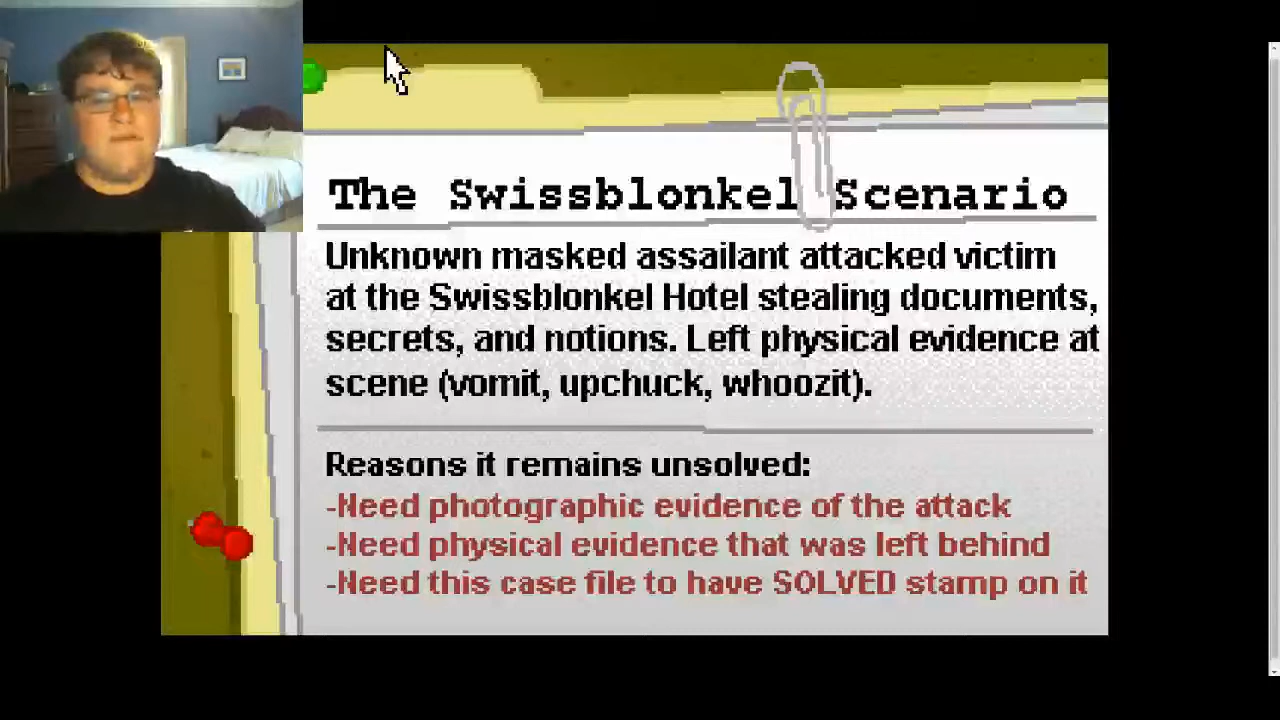 The Swissblonkel Scenario
Unknown masked assailant attacked victim
at the Swissblonkel Hotel stealing documents,
secrets, and notions. Left physical evidence at
scene (vomit, upchuck, whoozit).
Reasons it remains unsolved:
-Need photographic evidence of the attack
-Need physical evidence that was left behind
-Need this case file to have SOLVED stamp on it